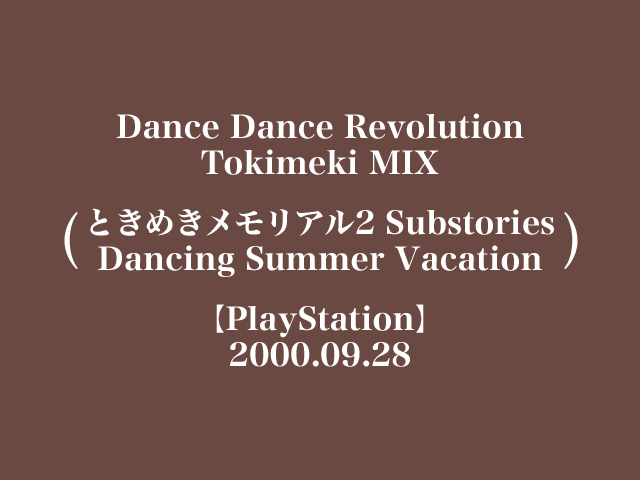 Dance Dance Revolution
Tokimeki MIX
(ときめきメモリアル2 Substories
Dancing Summer Vacation)
【PlayStation】
2000.09.28